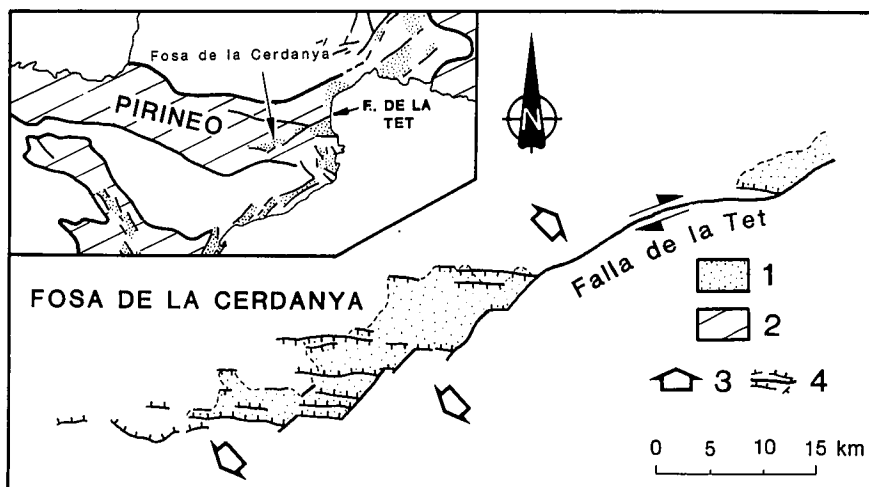 Fosa de la Cerdanya
PIRINEO
F. DE LA
TET
N
Falla de la Tet
FOSA DE LA CERDANYA
1
2
3
4
0 5 10 15 km